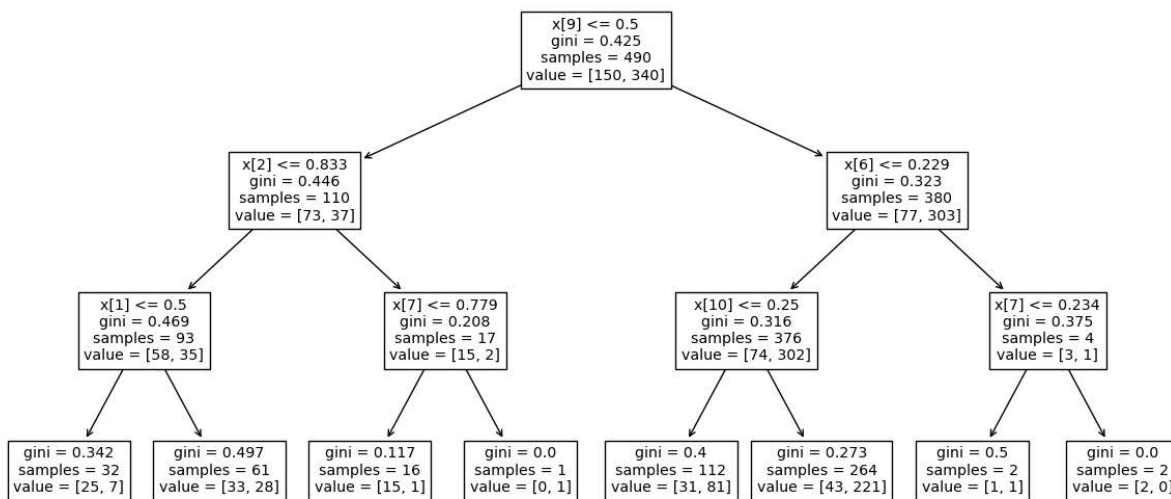 x[9] <= 0.5
gini = 0.425
samples = 490
value = [150, 340]
x[2] <= 0.833
gini = 0.446
samples = 110
value = [73, 37]
x[6] <= 0.229
gini = 0.323
samples = 380
value = [77, 303]
x[1] <= 0.5
gini = 0.469
samples = 93
value = [58, 35]
x[7] <= 0.779
gini = 0.208
samples = 17
value = [15, 2]
x[10] <= 0.25
gini = 0.316
samples = 376
value = [74, 302]
x[7] <= 0.234
gini = 0.375
samples = 4
value = [3, 1]
gini = 0.342
samples = 32
value = [25, 7]
gini = 0.497
samples = 61
value = [33, 28]
gini = 0.117
samples = 16
value = [15, 1]
gini = 0.0
samples = 1
value = [0, 1]
gini = 0.4
samples = 112
value = [31, 81]
gini = 0.273
samples = 264
value = [43, 221]
gini = 0.5
samples = 2
value = [1, 1]
gini = 0.0
samples = 2
value = [2, 0]